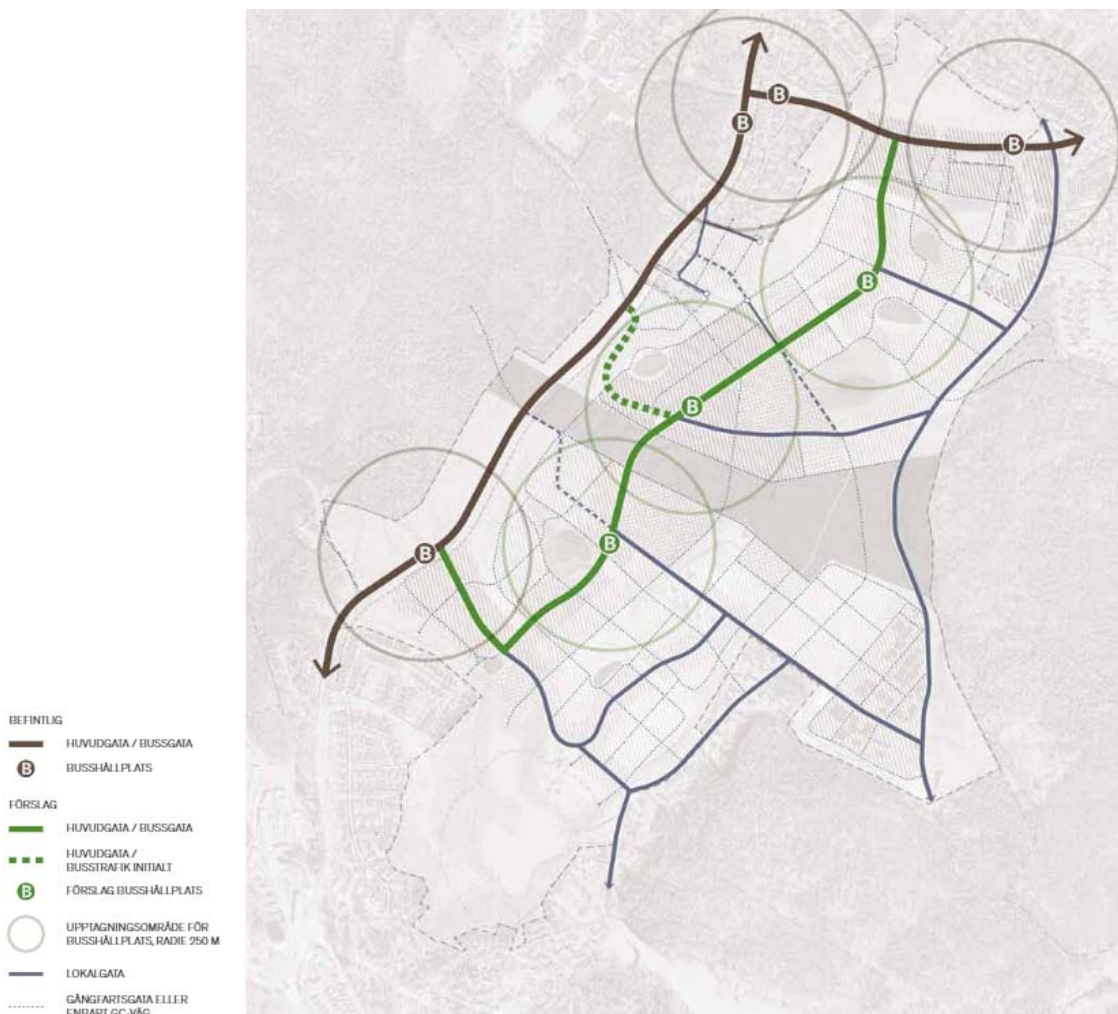 B
B
B
B
B
B
B
BEFINTLIG
HUVUDGATA / BUSSGATA
B BUSSHÅLLPLATS
FÖRSLAG
HUVUDGATA / BUSSGATA
HUVUDGATA /
BUSSTRAFIK INITIALT
B FÖRSLAG BUSSHÅLLPLATS
UPPTAGNINGSOMRÅDE FÖR
BUSSHÅLLPLATS, RADIE 250 M
LOKALGATA
GÅNGFARTSGATA ELLER
ENBART GC-VÄG